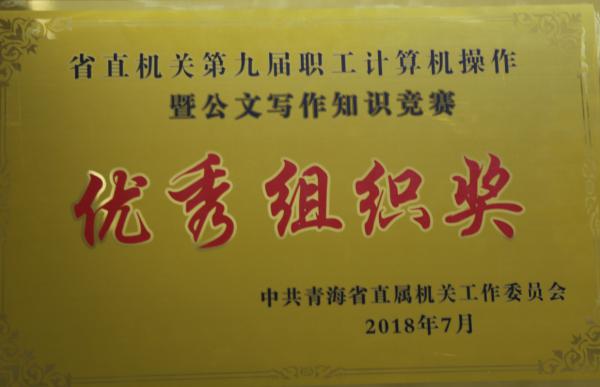 省直机关第九届职工计算机操作
暨公文写作知识竞赛
优秀组织奖
中共青海省直属机关工作委员会
2018年7月